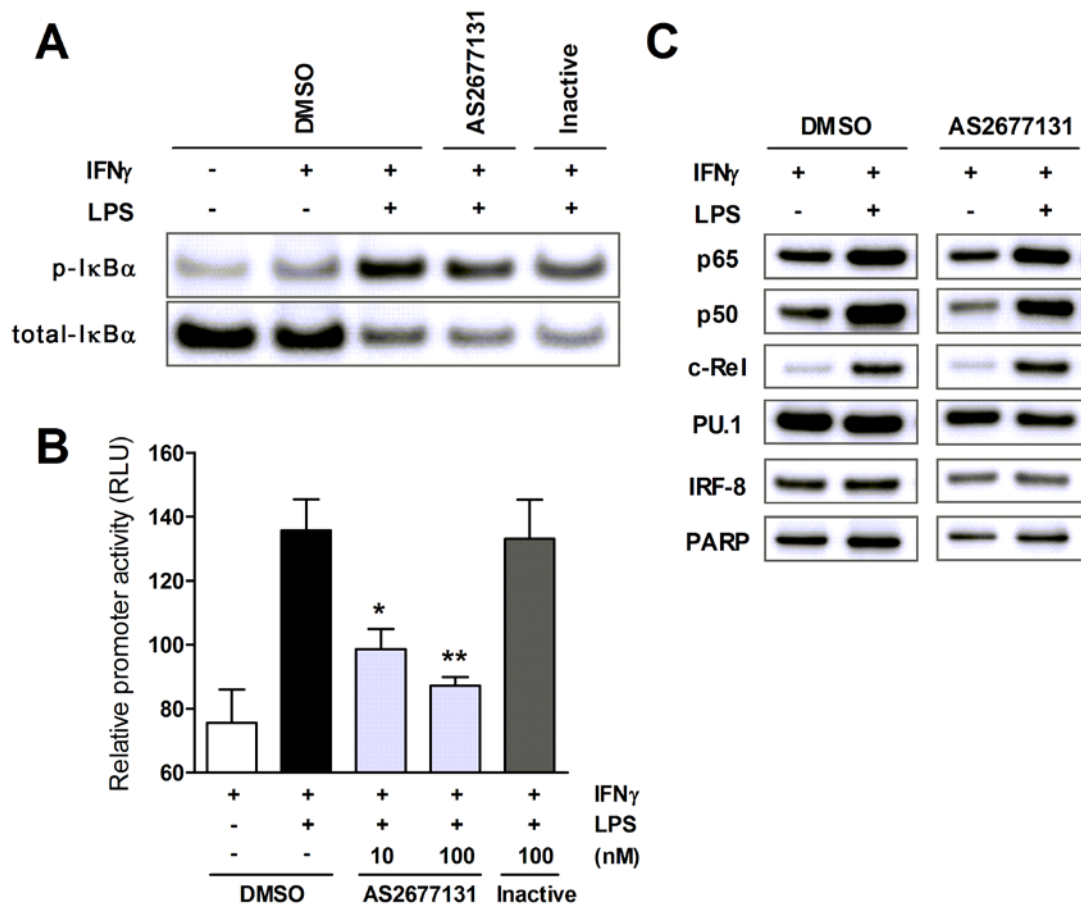 A
DMSO
AS2677131
Inactive
IFNγ - + + + +
LPS - - + + +
p-IκBα
total-IκBα
B
Relative promoter activity (RLU)
160
140
120
100
80
60
*
**
+ + + + + IFNγ
- + + + + LPS
- - 10 100 100 (nM)
DMSO AS2677131 Inactive
C
DMSO AS2677131
IFNγ + + + +
LPS - + - +
p65
p50
c-Rel
PU.1
IRF-8
PARP